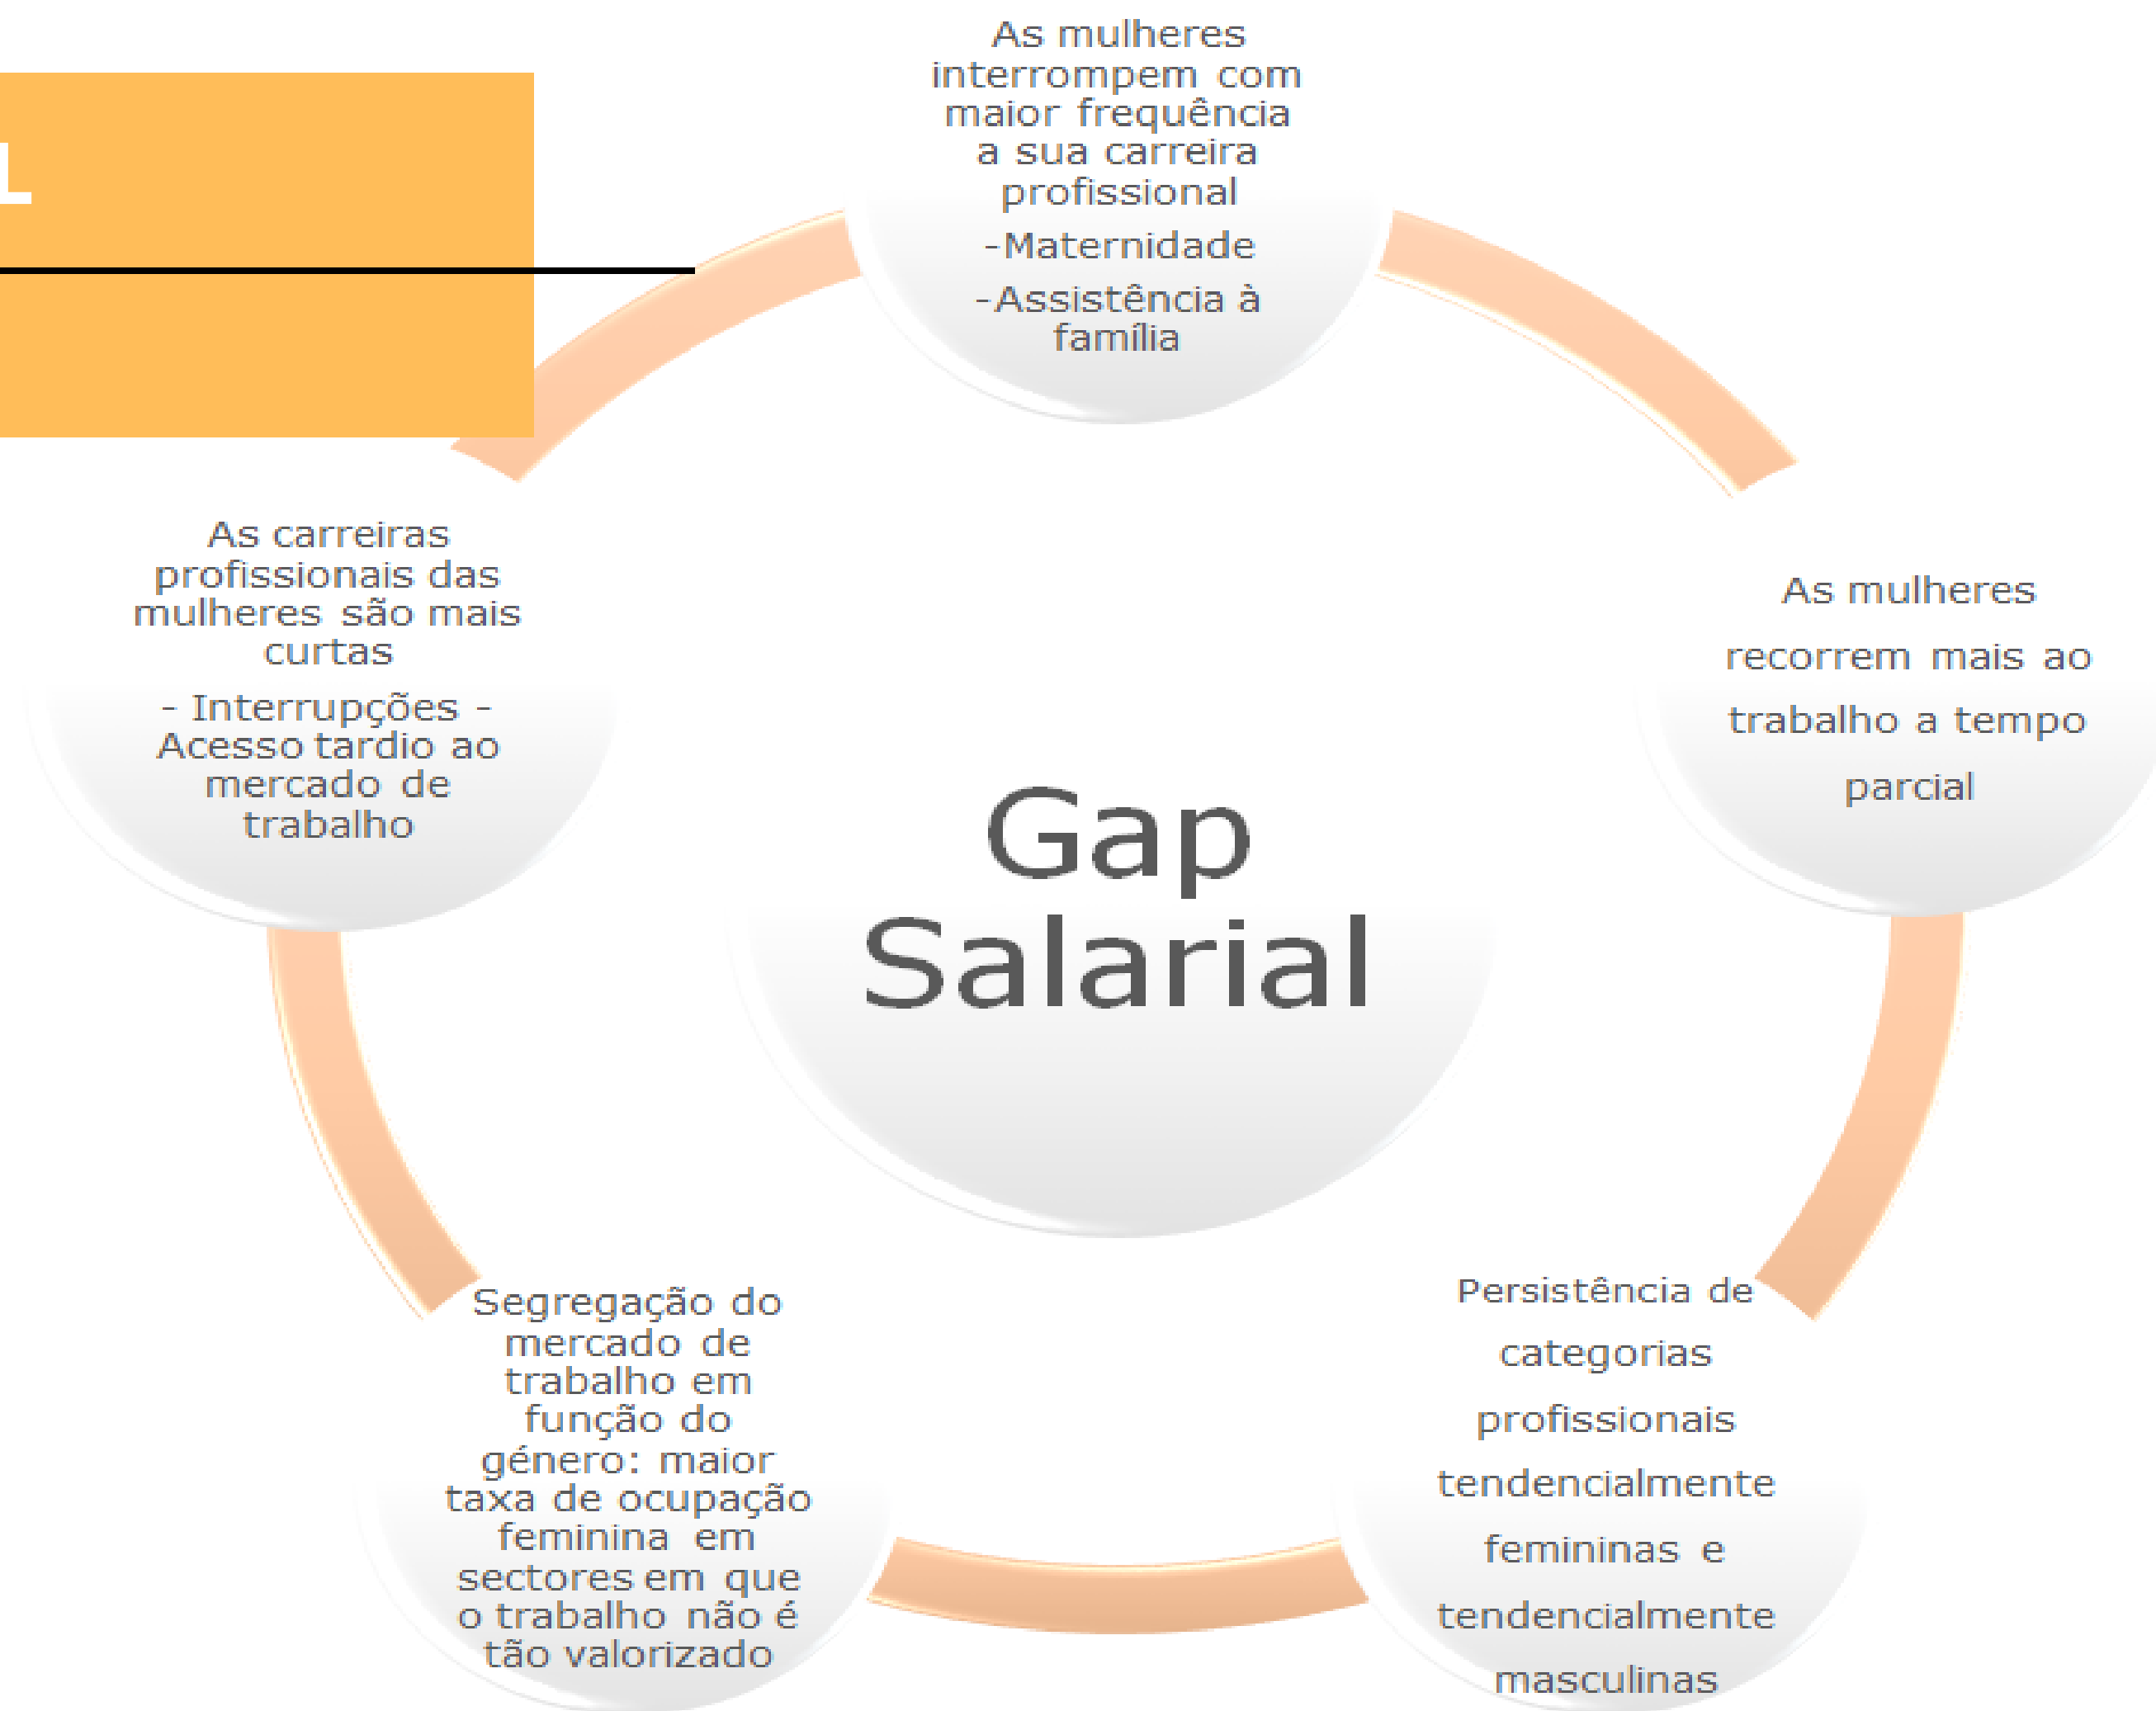 L
As mulheres
interrompem com
maior frequência
a sua carreira
profissional
-Maternidade
-Assistência à
família
As mulheres
recorrem mais ao
trabalho a tempo
parcial
Persistência de
categorias
profissionais
tendencialmente
femininas e
tendencialmente
masculinas
Segregação do
mercado de
trabalho em
função do
género: maior
taxa de ocupação
feminina em
sectores em que
o trabalho não é
tão valorizado
As carreiras
profissionais das
mulheres são mais
curtas
- Interrupções -
Acesso tardio ao
mercado de
trabalho
Gap
Salarial